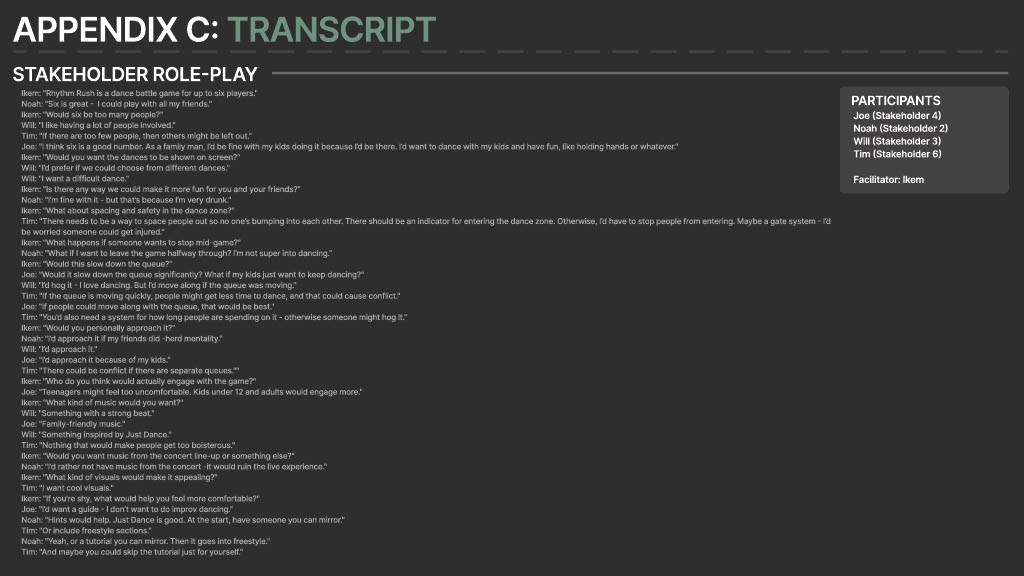 APPENDIX C: TRANSCRIPT
STAKEHOLDER ROLE-PLAY
Ikem: "Rhythm Rush is a dance battle game for up to six players."
Noah: "Six is great - I could play with all my friends."
Ikem: "Would six be too many people?"
Will: "I like having a lot of people involved."
Tim: "If there are too few people, then others might be left out."
Joe: "I think six is a good number. As a family man, I'd be fine with my kids doing it because I'd be there. I'd want to dance with my kids and have fun, like holding hands or whatever."
Ikem: "Would you want the dances to be shown on screen?"
Will: "I'd prefer if we could choose from different dances."
Will: "I want a difficult dance."
Ikem: "Is there any way we could make it more fun for you and your friends?"
Noah: "I'm fine with it - but that's because I'm very drunk."
Ikem: "What about spacing and safety in the dance zone?"
Tim: "There needs to be a way to space people out so no one's bumping into each other. There should be an indicator for entering the dance zone. Otherwise, I'd have to stop people from entering. Maybe a gate system - I'd
be worried someone could get injured."
Ikem: "What happens if someone wants to stop mid-game?"
Noah: "What if I want to leave the game halfway through? I'm not super into dancing."
Ikem: "Would this slow down the queue?"
Joe: "Would it slow down the queue significantly? What if my kids just want to keep dancing?"
Will: "I'd hog it - I love dancing. But I'd move along if the queue was moving."
Tim: "If the queue is moving quickly, people might get less time to dance, and that could cause conflict."
Joe: "If people could move along with the queue, that would be best."
Tim: "You'd also need a system for how long people are spending on it - otherwise someone might hog it."
Ikem: "Would you personally approach it?"
Noah: "I'd approach it if my friends did -herd mentality."
Will: "I'd approach it."
Joe: "I'd approach it because of my kids."
Tim: "There could be conflict if there are separate queues.""
Ikem: "Who do you think would actually engage with the game?"
Joe: "Teenagers might feel too uncomfortable. Kids under 12 and adults would engage more."
Ikem: "What kind of music would you want?"
Will: "Something with a strong beat."
Joe: "Family-friendly music."
Will: "Something inspired by Just Dance."
Tim: "Nothing that would make people get too boisterous."
Ikem: "Would you want music from the concert line-up or something else?"
Noah: "I'd rather not have music from the concert -it would ruin the live experience."
Ikem: "What kind of visuals would make it appealing?"
Tim: "I want cool visuals."
Ikem: "If you're shy, what would help you feel more comfortable?"
Joe: "I'd want a guide - I don't want to do improv dancing."
Noah: "Hints would help. Just Dance is good. At the start, have someone you can mirror."
Tim: "Or include freestyle sections."
Noah: "Yeah, or a tutorial you can mirror. Then it goes into freestyle."
Tim: "And maybe you could skip the tutorial just for yourself."
PARTICIPANTS
Joe (Stakeholder 4)
Noah (Stakeholder 2)
Will (Stakeholder 3)
Tim (Stakeholder 6)
Facilitator: Ikem